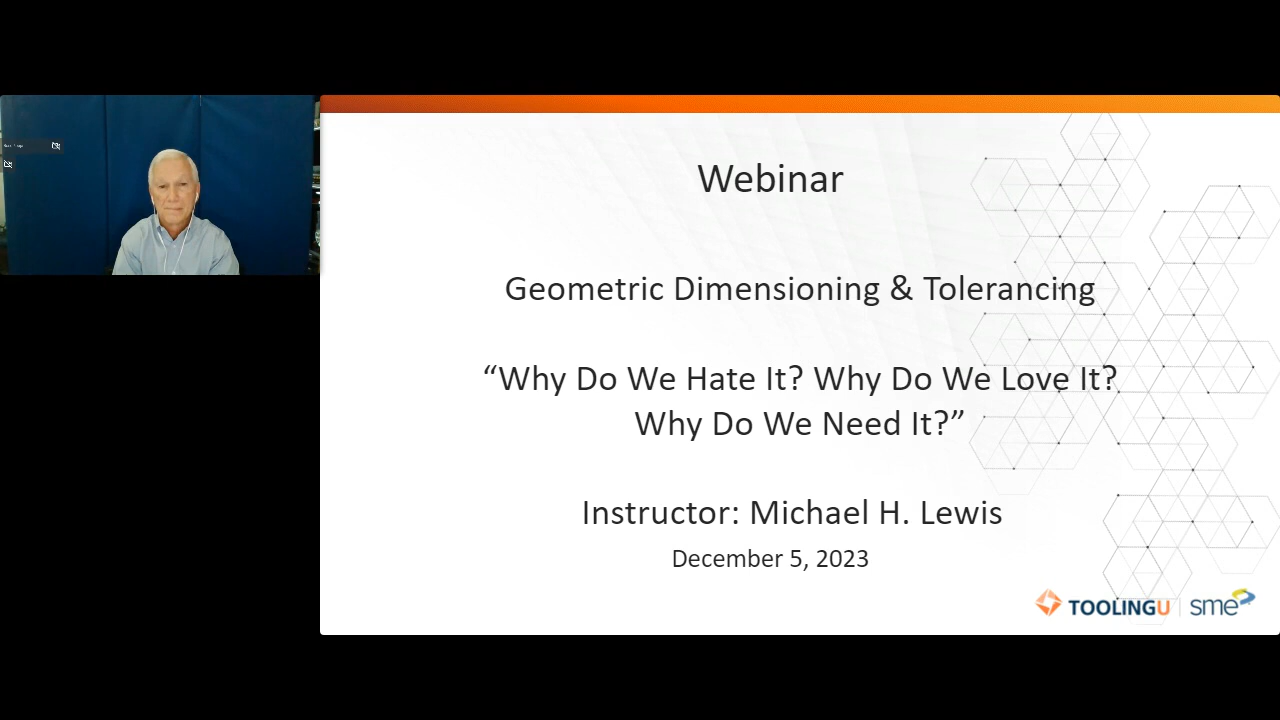 Webinar
Geometric Dimensioning & Tolerancing
“Why Do We Hate It? Why Do We Love It?
Why Do We Need It?”
Instructor: Michael H. Lewis
December 5, 2023
TOOLINGU | sme